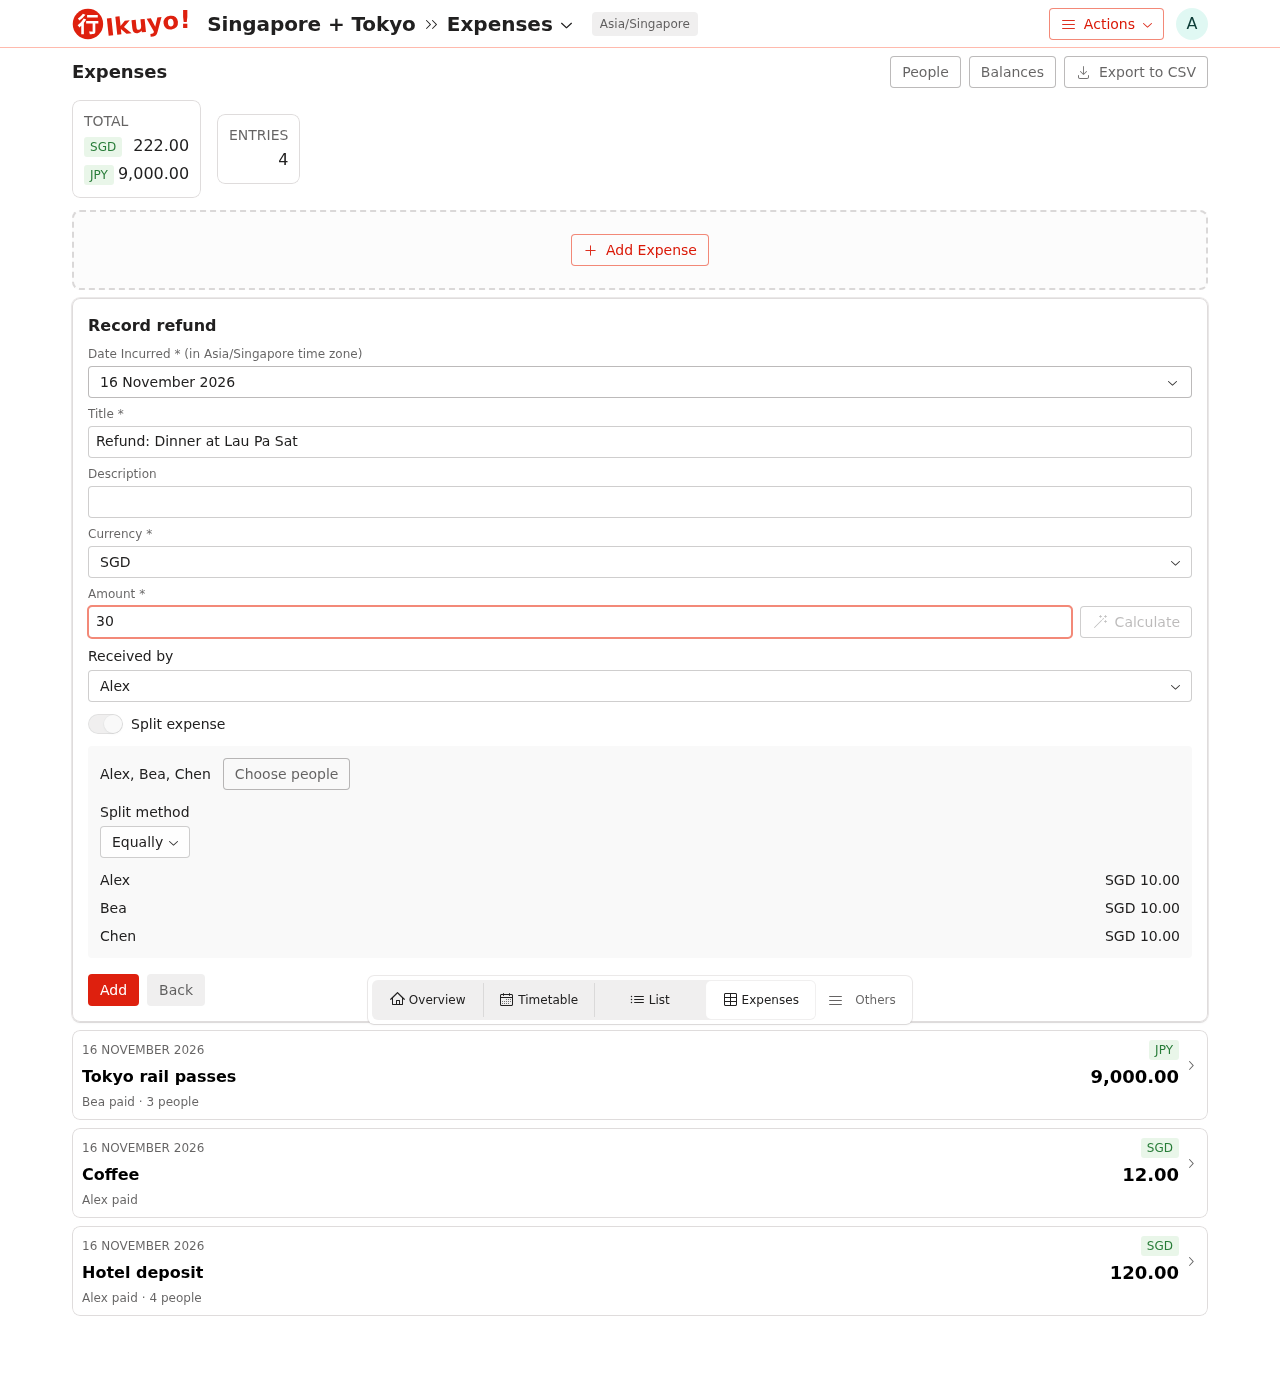 行 Ikuyo! Singapore + Tokyo » Expenses Asia/Singapore Actions A
Expenses People Balances Export to CSV
TOTAL
SGD 222.00
JPY 9,000.00
ENTRIES
4
+ Add Expense
Record refund
Date Incurred * (in Asia/Singapore time zone)
16 November 2026
Title *
Refund: Dinner at Lau Pa Sat
Description
Currency *
SGD
Amount *
30 Calculate
Received by
Alex
Split expense
Alex, Bea, Chen Choose people
Split method
Equally
Alex SGD 10.00
Bea SGD 10.00
Chen SGD 10.00
Add Back
Overview Timetable List Expenses Others
16 NOVEMBER 2026 JPY
Tokyo rail passes 9,000.00
Bea paid · 3 people
16 NOVEMBER 2026 SGD
Coffee 12.00
Alex paid
16 NOVEMBER 2026 SGD
Hotel deposit 120.00
Alex paid · 4 people